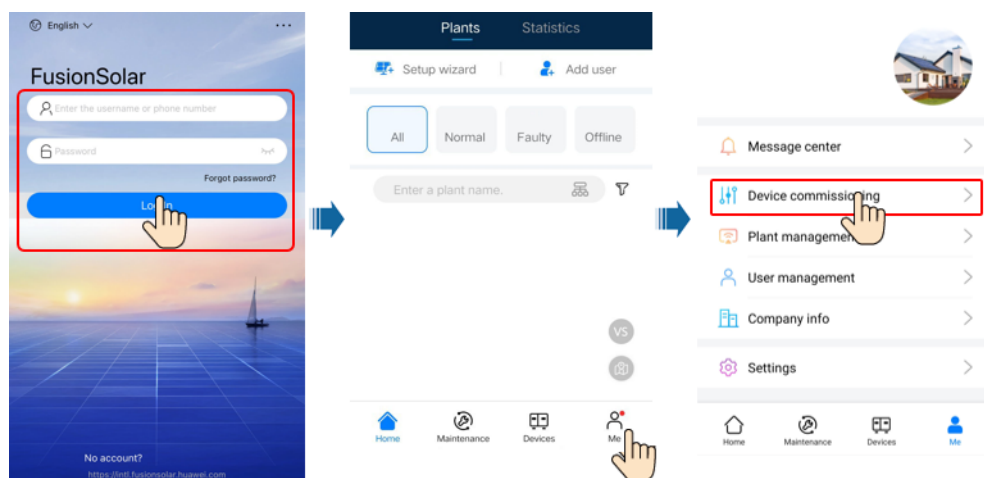 English
FusionSolar
Enter the username or phone number
Password
Forgot password?
No account?
https://intl.fusionsolar.huawei.com
Plants Statistics
Setup wizard Add user
All Normal Faulty Offline
Enter a plant name.
VS
Home Maintenance Devices Me
Message center
Device commissioning
Plant management
User management
Company info
Settings
Home Maintenance Devices Me